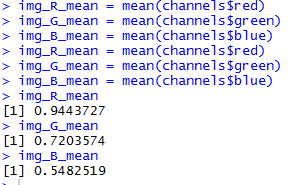 > img_R_mean = mean(channels$red)
> img_G_mean = mean(channels$green)
> img_B_mean = mean(channels$blue)
> img_R_mean = mean(channels$red)
> img_G_mean = mean(channels$green)
> img_B_mean = mean(channels$blue)
> img_R_mean
[1] 0.9443727
> img_G_mean
[1] 0.7203574
> img_B_mean
[1] 0.5482519
>